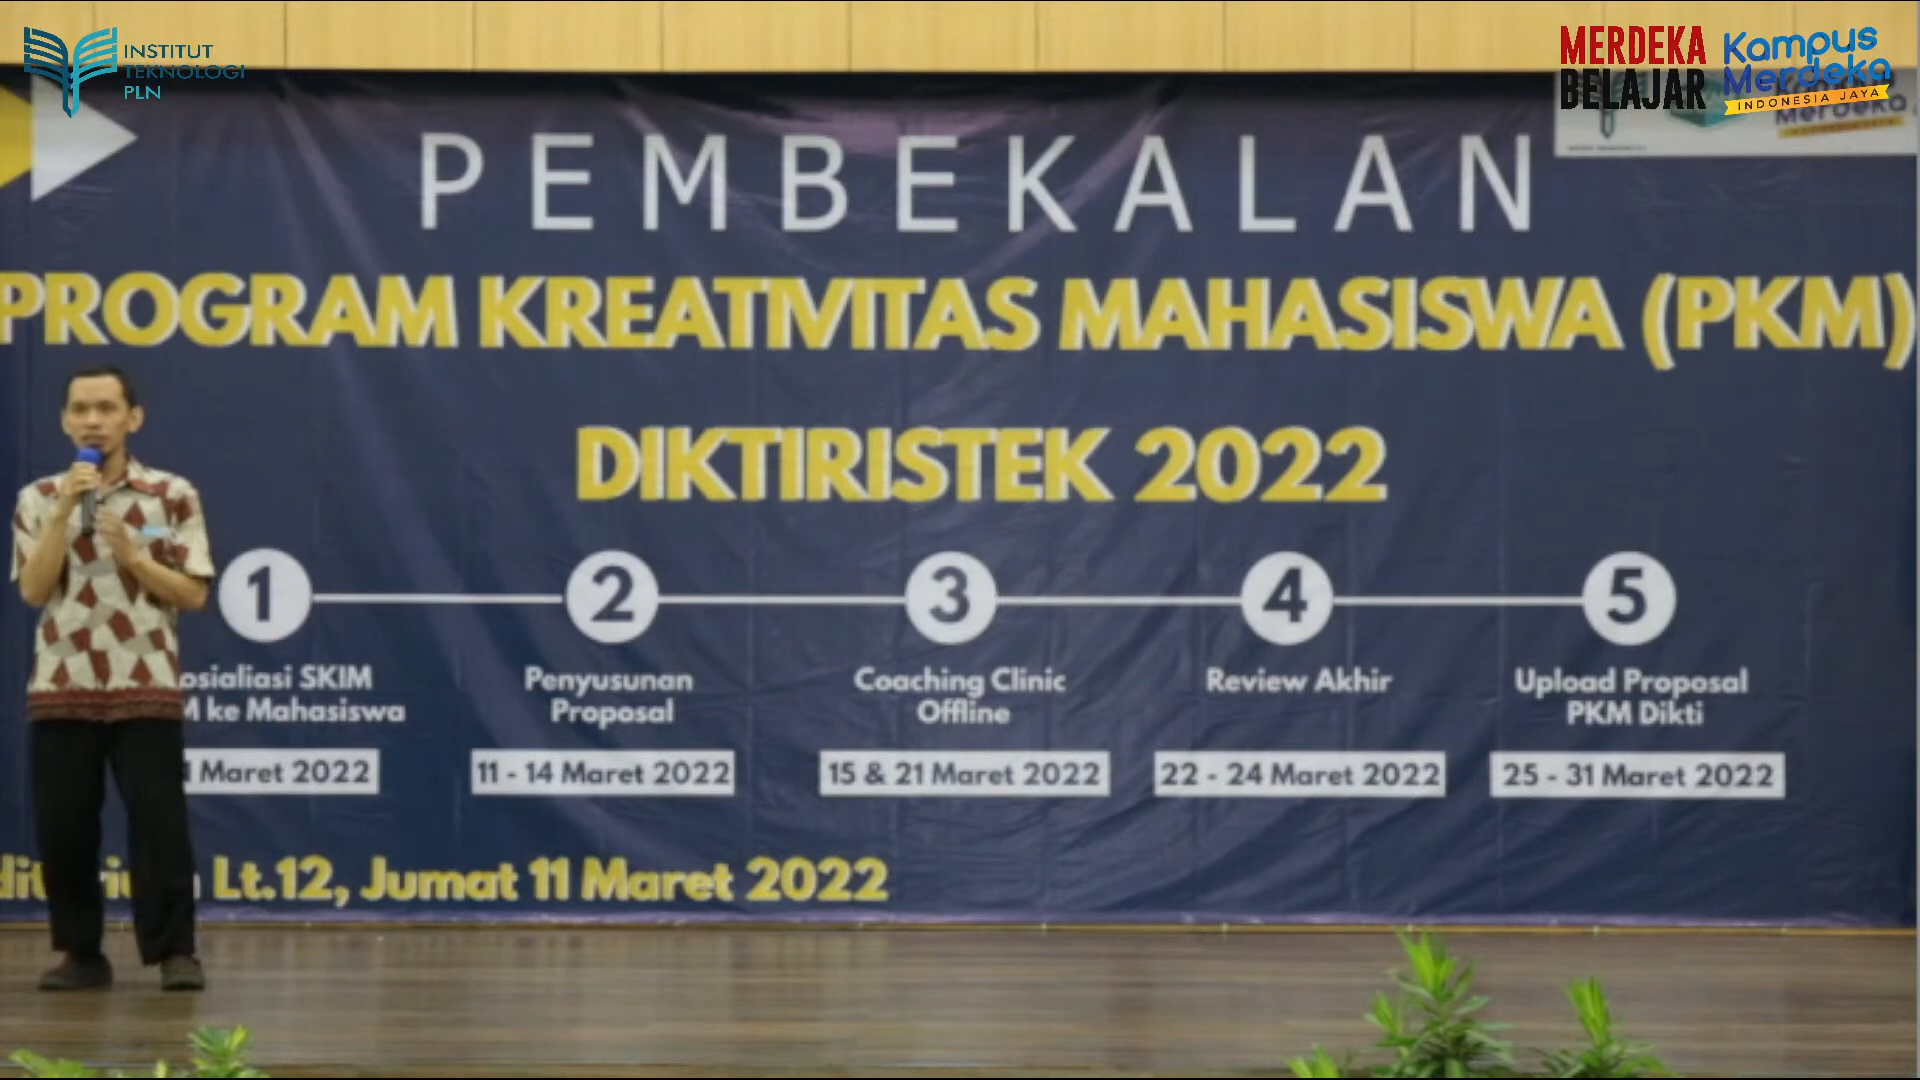 INSTITUT
TEKNOLOGI
PLN
MERDEKA
BELAJAR
Kampus
Merdeka
INDONESIA JAYA
PEMBEKALAN
PROGRAM KREATIVITAS MAHASISWA (PKM)
DIKTIRISTEK 2022
1
2
3
4
5
osialiasi SKIM
M ke Mahasiswa
Penyusunan
Proposal
Coaching Clinic
Offline
Review Akhir
Upload Proposal
PKM Dikti
1 Maret 2022
11 - 14 Maret 2022
15 & 21 Maret 2022
22 - 24 Maret 2022
25 - 31 Maret 2022
Lt.12, Jumat 11 Maret 2022